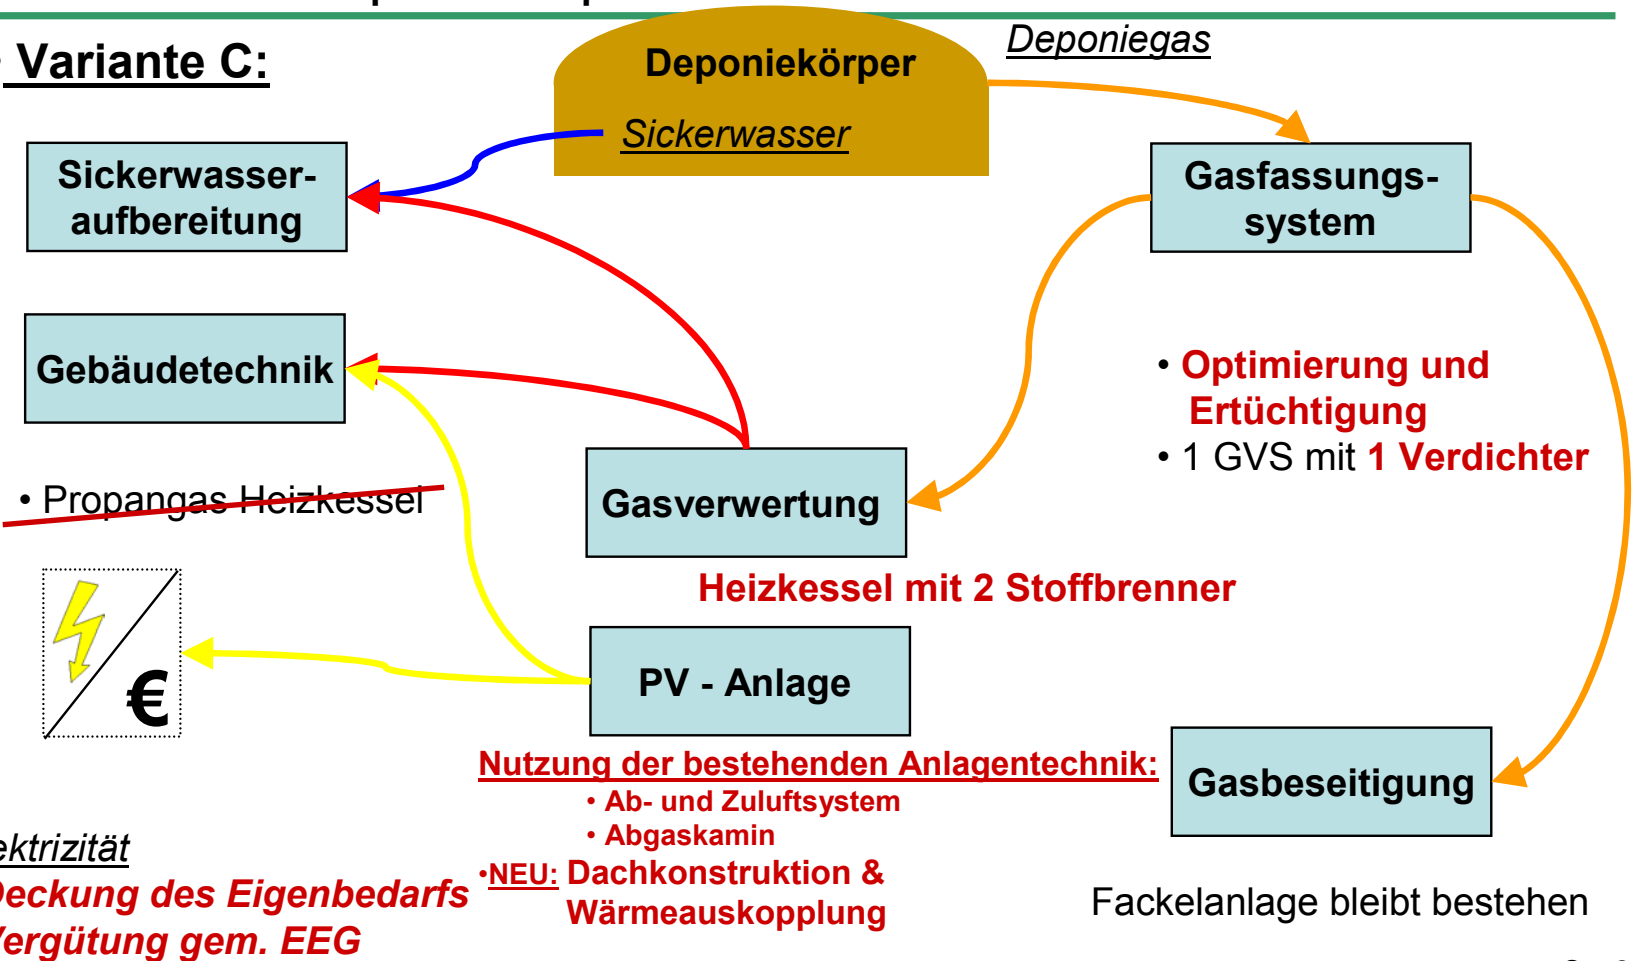 Variante C:
Deponiekörper
Sickerwasser
Deponiegas
Sickerwasser-
aufbereitung
Gasfassungs-
system
Gebäudetechnik
• Optimierung und
Ertüchtigung
• 1 GVS mit 1 Verdichter
• Propangas Heizkessel
Gasverwertung
Heizkessel mit 2 Stoffbrenner
€
PV - Anlage
Nutzung der bestehenden Anlagentechnik:
• Ab- und Zuluftsystem
• Abgaskamin
•NEU: Dachkonstruktion &
Wärmeauskopplung
Gasbeseitigung
Fackelanlage bleibt bestehen
ektrizität
Deckung des Eigenbedarfs
Vergütung gem. EEG